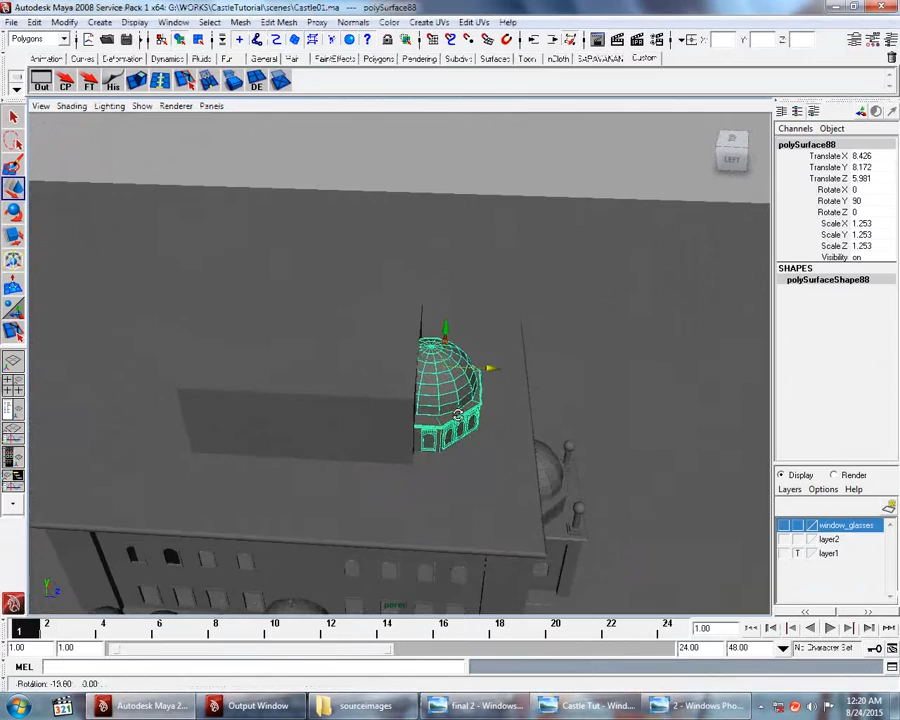 Autodesk Maya 2008 Service Pack 1 x64: G:\WORKS\CastleTutorial\scenes\Castle01.ma --- polySurface88
File Edit Modify Create Display Window Select Mesh Edit Mesh Proxy Normals Color Create UVs Edit UVs Help
Polygons X: Y: Z:
Animation Curves Deformation Dynamics Fluids Fur General Hair PaintEffects Polygons Rendering Subdivs Surfaces Toon nCloth SARAVANAN Custom
Out CP FT His DE
View Shading Lighting Show Renderer Panels
LEFT
persp
y
z
Channels Object
polySurface88
Translate X 8.426
Translate Y 8.172
Translate Z 5.981
Rotate X 0
Rotate Y 90
Rotate Z 0
Scale X 1.253
Scale Y 1.253
Scale Z 1.253
Visibility on
SHAPES
polySurfaceShape88
Display Render
Layers Options Help
window_glasses
layer2
T layer1
1 2 4 6 8 10 12 14 16 18 20 22 24 1.00
1.00 1.00 24.00 48.00 No Character Set
MEL
Autodesk Maya 2... Output Window sourceimages final 2 - Windows... Castle Tut - Wind... 2 - Windows Pho...
12:20 AM
8/24/2015